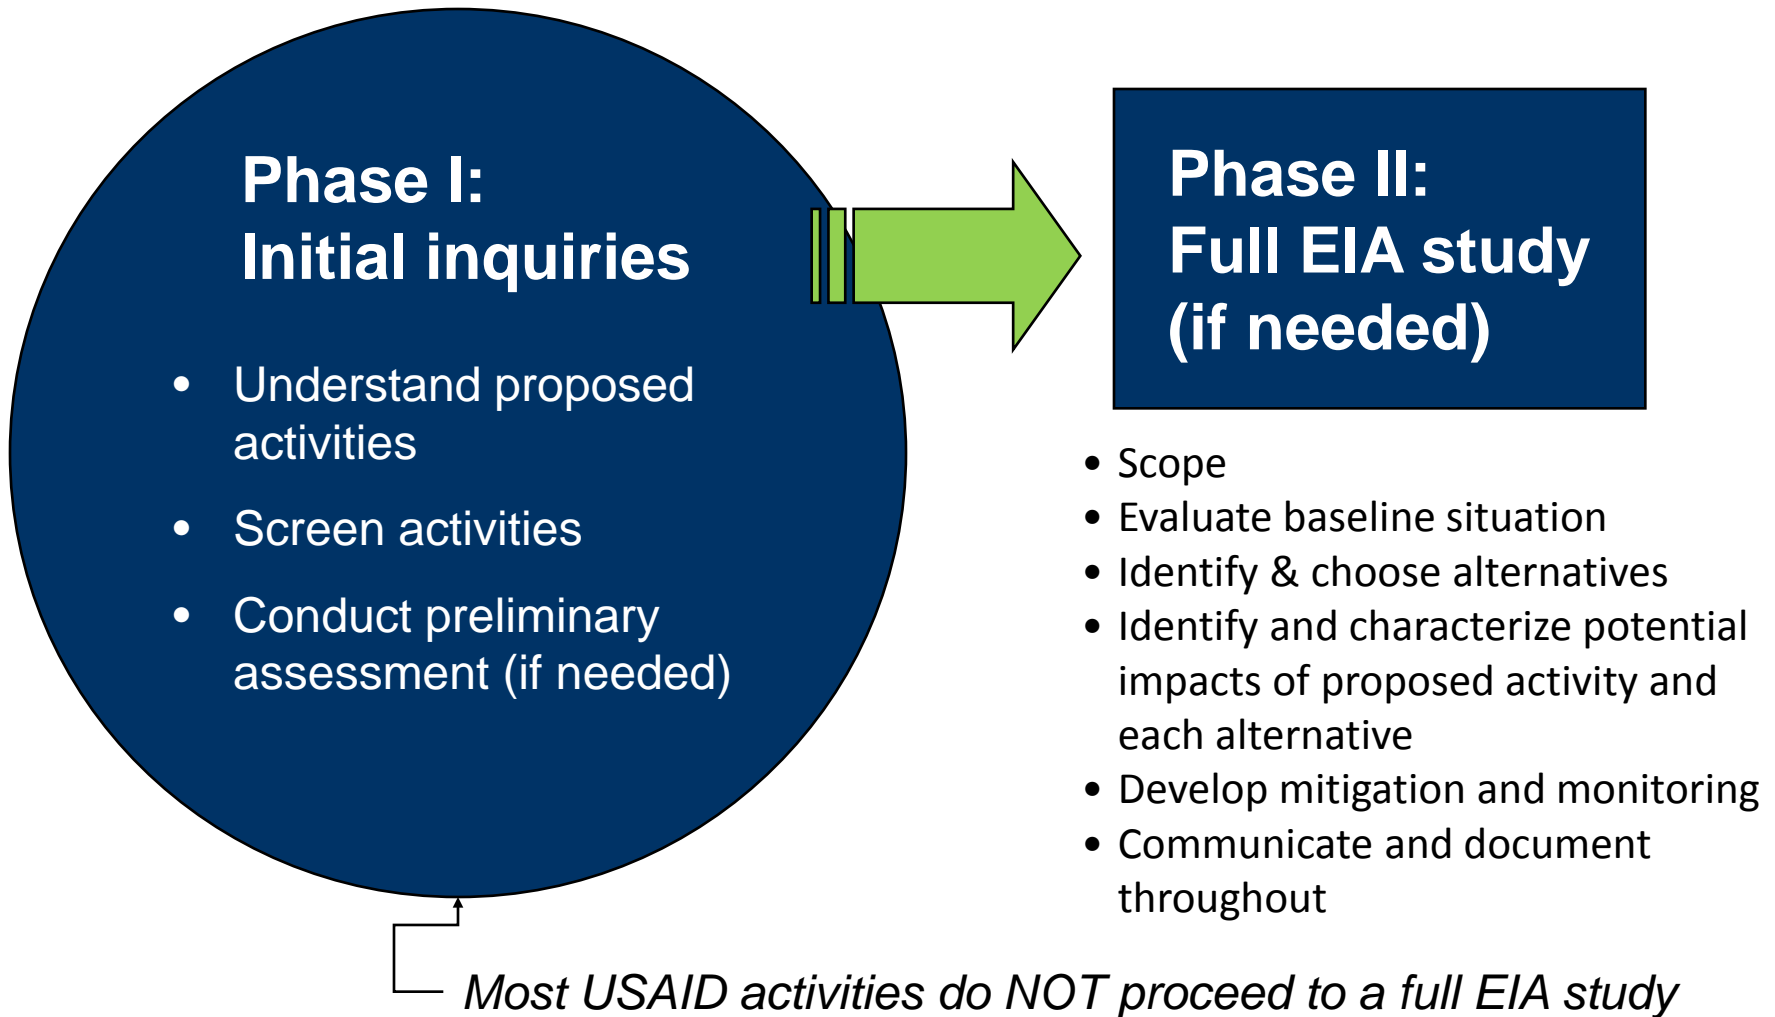 Phase I:
Initial inquiries
• Understand proposed
activities
• Screen activities
• Conduct preliminary
assessment (if needed)
Phase II:
Full EIA study
(if needed)
• Scope
• Evaluate baseline situation
• Identify & choose alternatives
• Identify and characterize potential
impacts of proposed activity and
each alternative
• Develop mitigation and monitoring
• Communicate and document
throughout
Most USAID activities do NOT proceed to a full EIA study